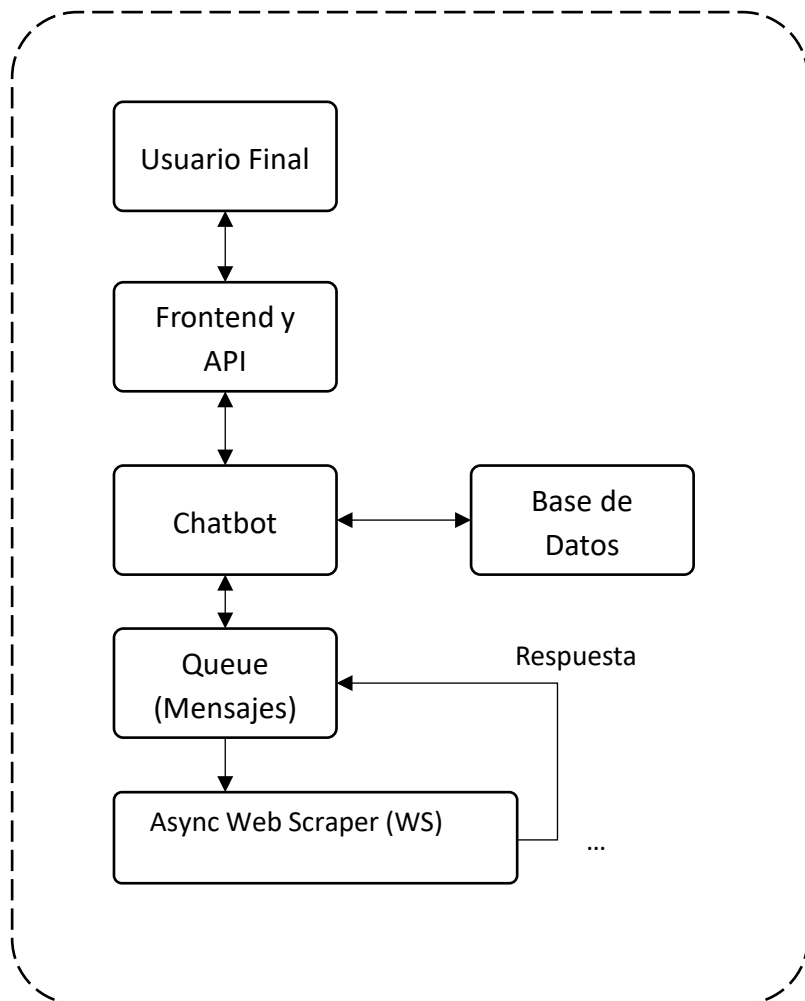 Usuario Final
Frontend y
API
Chatbot
Base de
Datos
Queue
(Mensajes)
Respuesta
Async Web Scraper (WS)
...